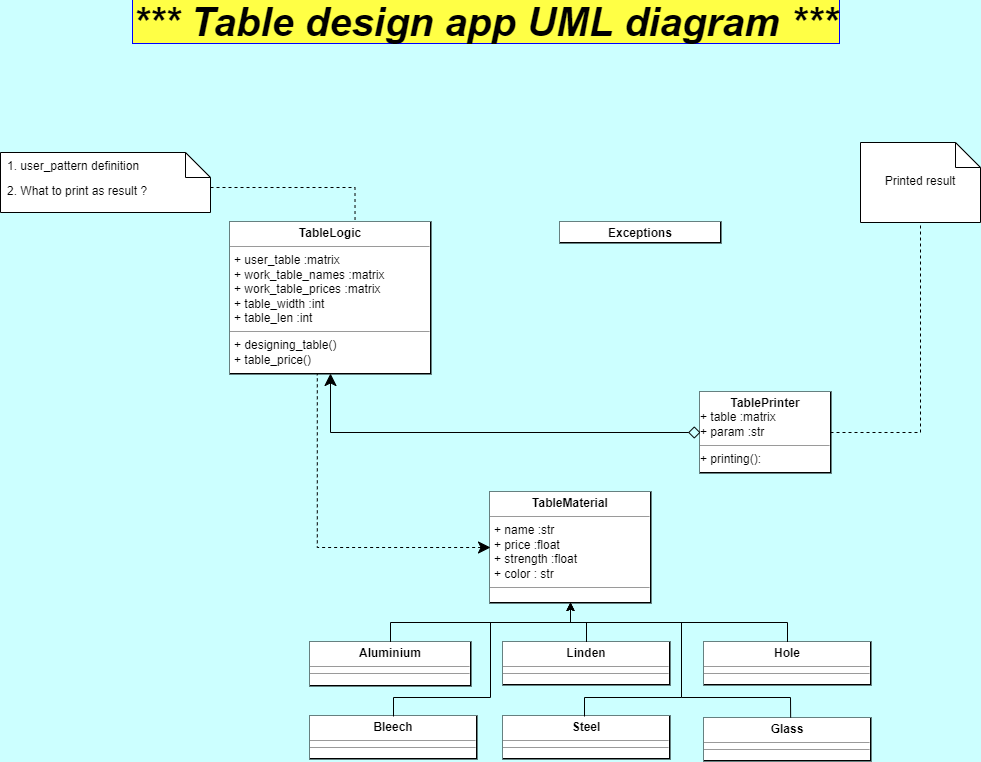 *** Table design app UML diagram ***
1. user_pattern definition
2. What to print as result ?
Printed result
TableLogic
+ user_table :matrix
+ work_table_names :matrix
+ work_table_prices :matrix
+ table_width :int
+ table_len :int
+ designing_table()
+ table_price()
Exceptions
TablePrinter
+ table :matrix
+ param :str
+ printing():
TableMaterial
+ name :str
+ price :float
+ strength :float
+ color : str
Aluminium
Linden
Hole
Bleech
Steel
Glass